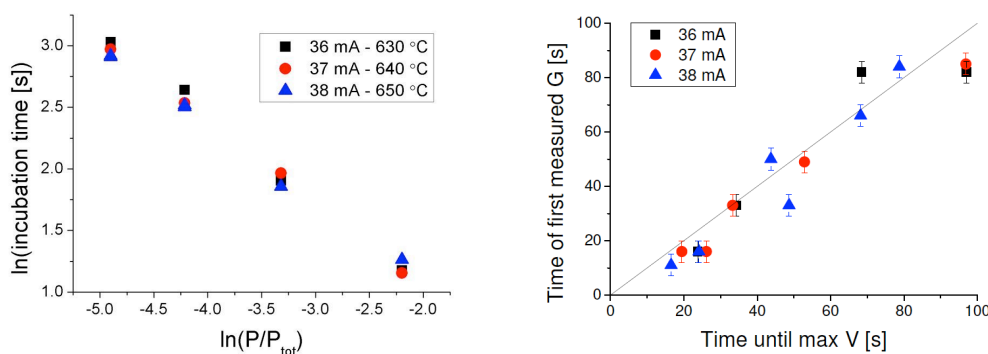 ln(incubation time [s])
3.0
2.5
2.0
1.5
1.0
36 mA - 630 °C
37 mA - 640 °C
38 mA - 650 °C
-5.0 -4.5 -4.0 -3.5 -3.0 -2.5 -2.0
ln(P/Ptot)
Time of first measured G [s]
100
80
60
40
20
0
36 mA
37 mA
38 mA
0 20 40 60 80 100
Time until max V [s]